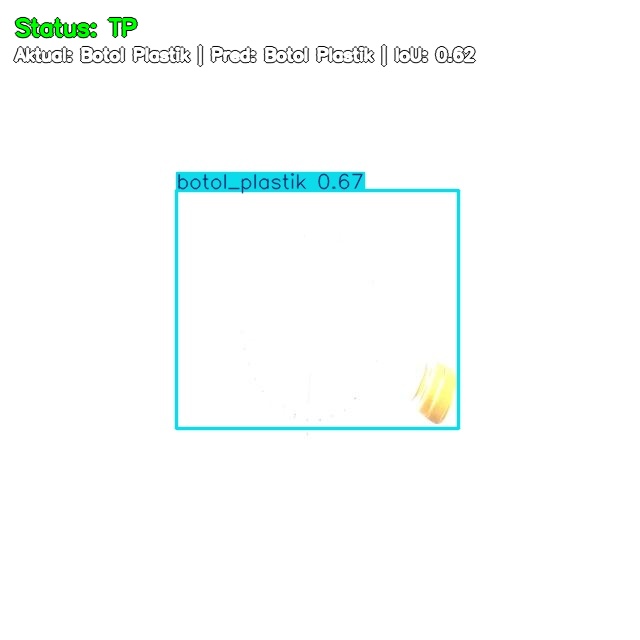 Status: TP
Aktual: Botol Plastik | Pred: Botol Plastik | IoU: 0.62
botol_plastik 0.67